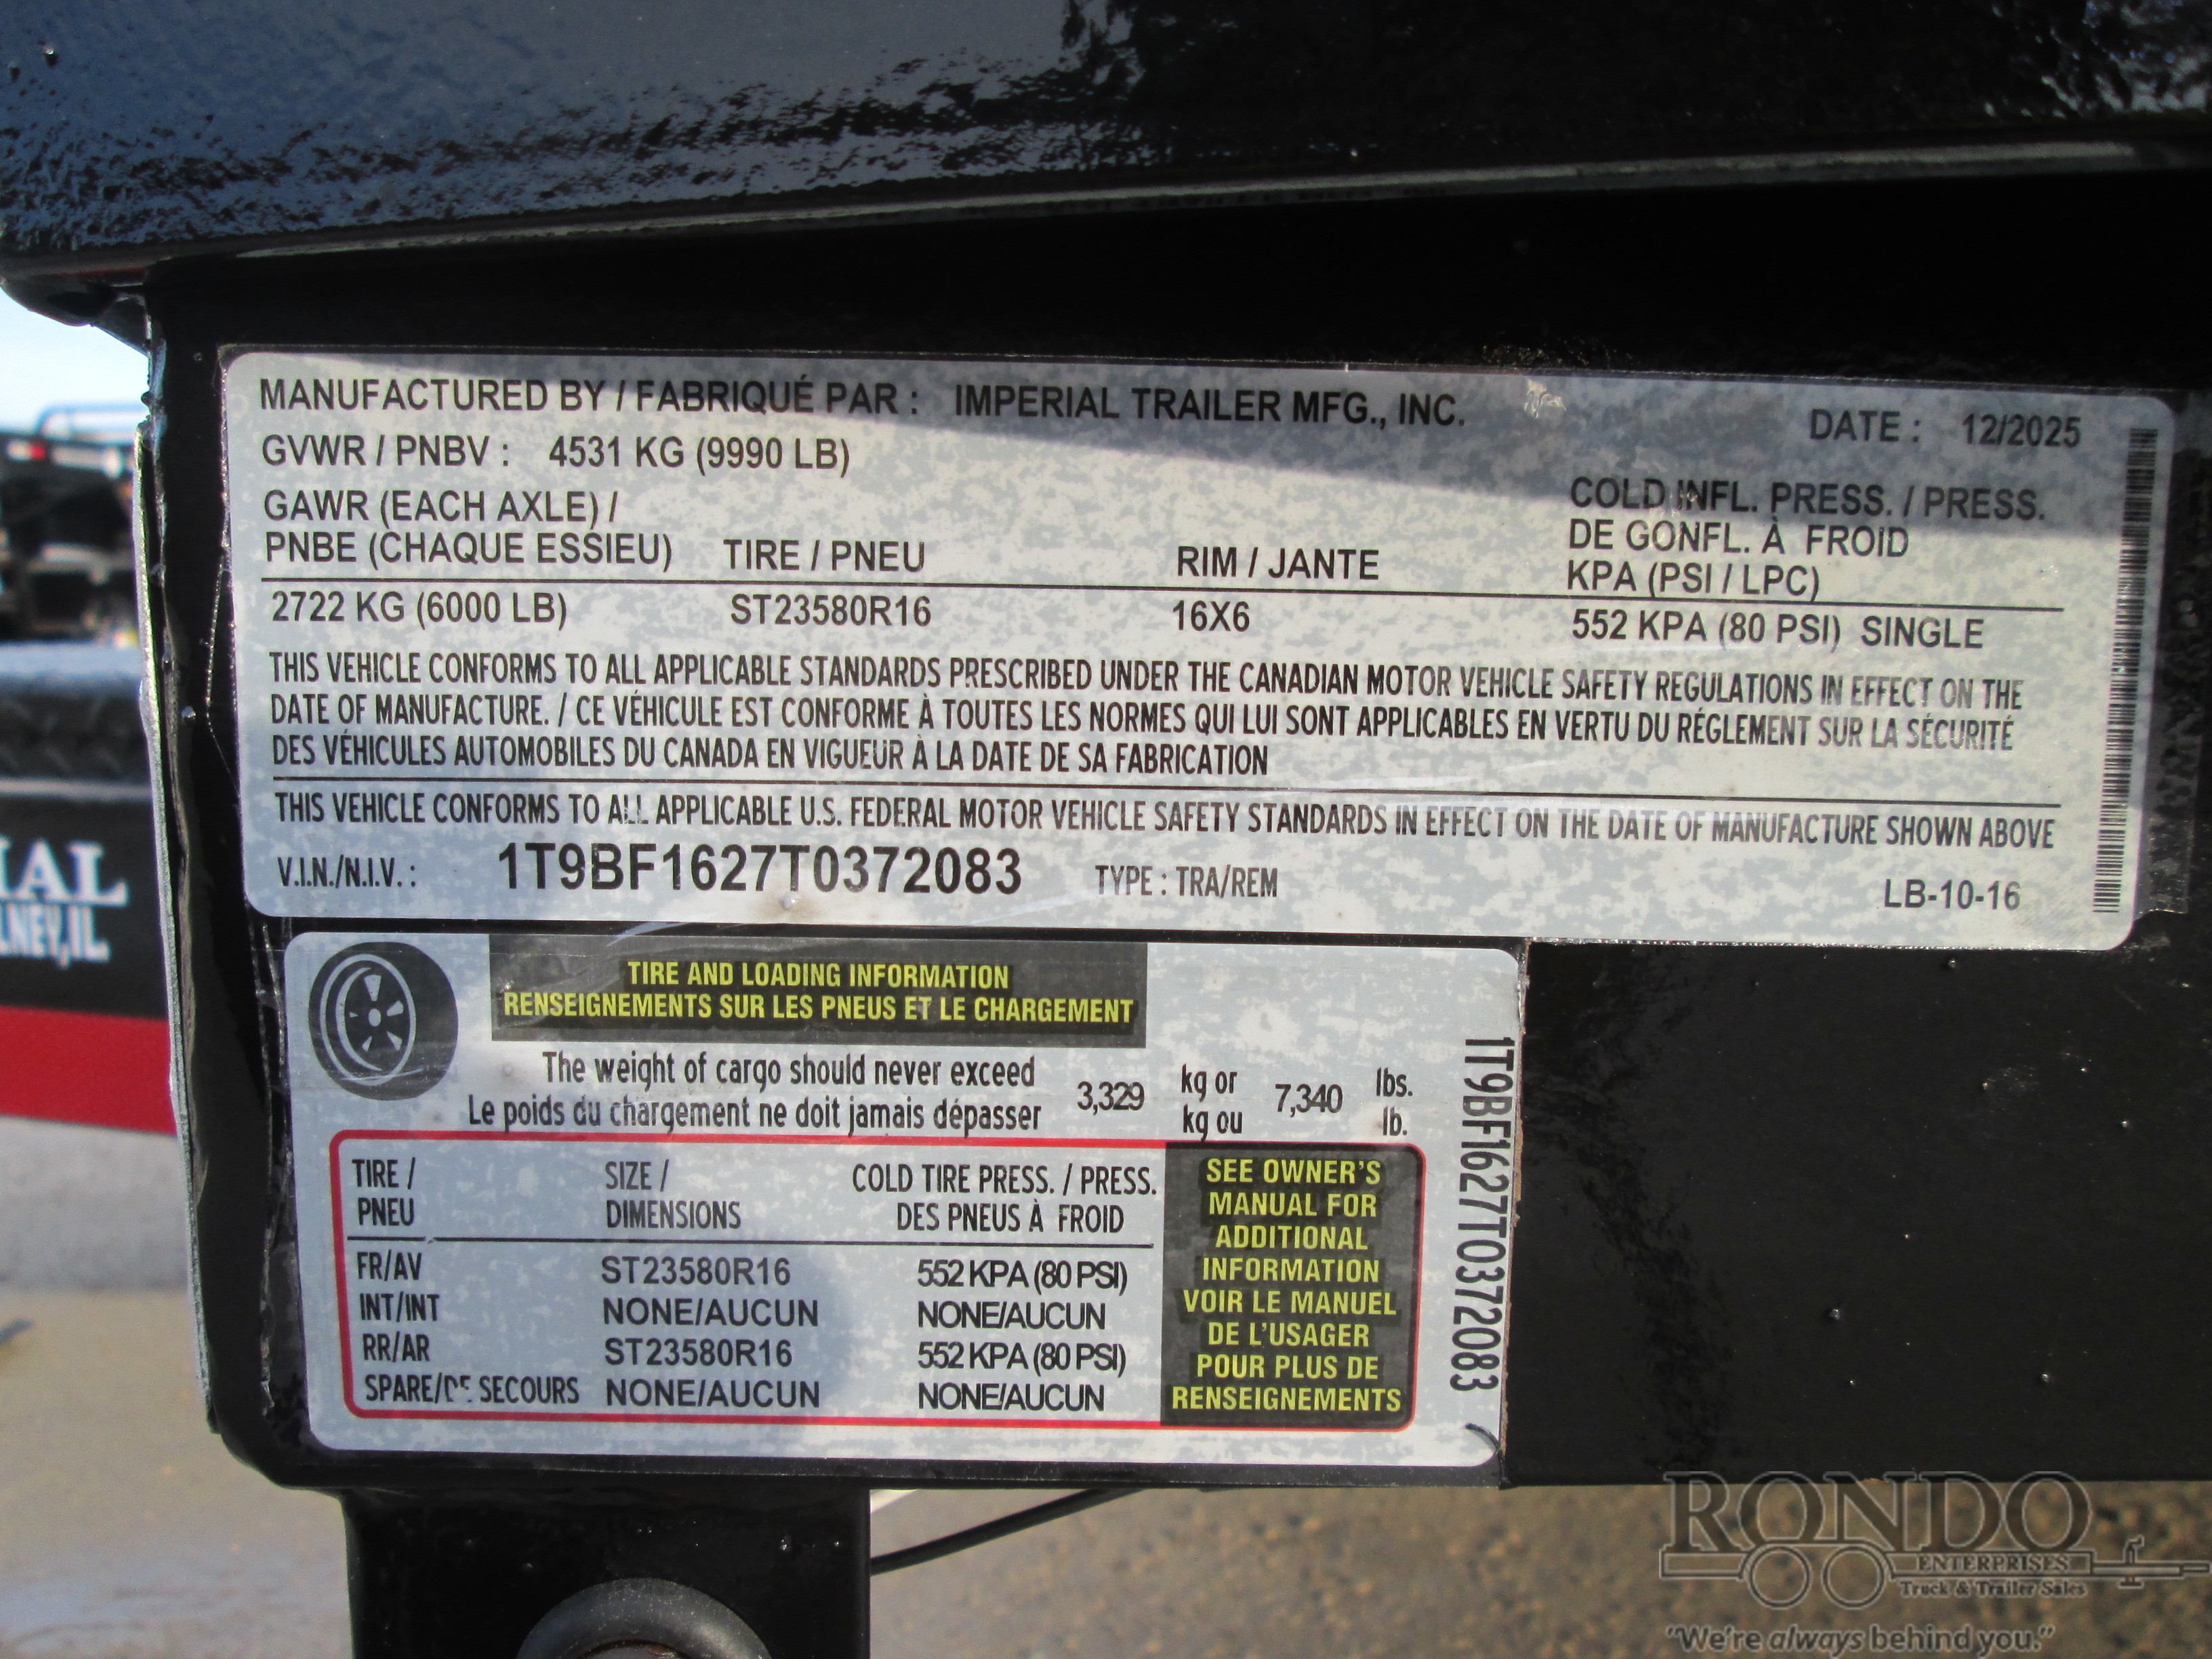 MANUFACTURED BY / FABRIQUÉ PAR : IMPERIAL TRAILER MFG., INC.
DATE : 12/2025
GVWR / PNBV : 4531 KG (9990 LB)
GAWR (EACH AXLE) /
PNBE (CHAQUE ESSIEU)
TIRE / PNEU
RIM / JANTE
COLD INFL. PRESS. / PRESS.
DE GONFL. À FROID
KPA (PSI / LPC)
2722 KG (6000 LB) ST23580R16 16X6 552 KPA (80 PSI) SINGLE
THIS VEHICLE CONFORMS TO ALL APPLICABLE STANDARDS PRESCRIBED UNDER THE CANADIAN MOTOR VEHICLE SAFETY REGULATIONS IN EFFECT ON THE
DATE OF MANUFACTURE. / CE VÉHICULE EST CONFORME À TOUTES LES NORMES QUI LUI SONT APPLICABLES EN VERTU DU RÉGLEMENT SUR LA SÉCURITÉ
DES VÉHICULES AUTOMOBILES DU CANADA EN VIGUEUR À LA DATE DE SA FABRICATION
THIS VEHICLE CONFORMS TO ALL APPLICABLE U.S. FEDERAL MOTOR VEHICLE SAFETY STANDARDS IN EFFECT ON THE DATE OF MANUFACTURE SHOWN ABOVE
V.I.N./N.I.V. : 1T9BF1627T0372083 TYPE : TRA/REM LB-10-16
TIRE AND LOADING INFORMATION
RENSEIGNEMENTS SUR LES PNEUS ET LE CHARGEMENT
The weight of cargo should never exceed 3,329 kg or 7,340 lbs.
Le poids du chargement ne doit jamais dépasser kg ou lb.
TIRE / SIZE / COLD TIRE PRESS. / PRESS.
PNEU DIMENSIONS DES PNEUS À FROID
FR/AV ST23580R16 552 KPA (80 PSI)
INT/INT NONE/AUCUN NONE/AUCUN
RR/AR ST23580R16 552 KPA (80 PSI)
SPARE/DE SECOURS NONE/AUCUN NONE/AUCUN
SEE OWNER'S
MANUAL FOR
ADDITIONAL
INFORMATION
VOIR LE MANUEL
DE L'USAGER
POUR PLUS DE
RENSEIGNEMENTS
1T9BF1627T0372083
IAL
LNEY, IL
RONDO
ENTERPRISES
Truck & Trailer Sales
"We're always behind you."